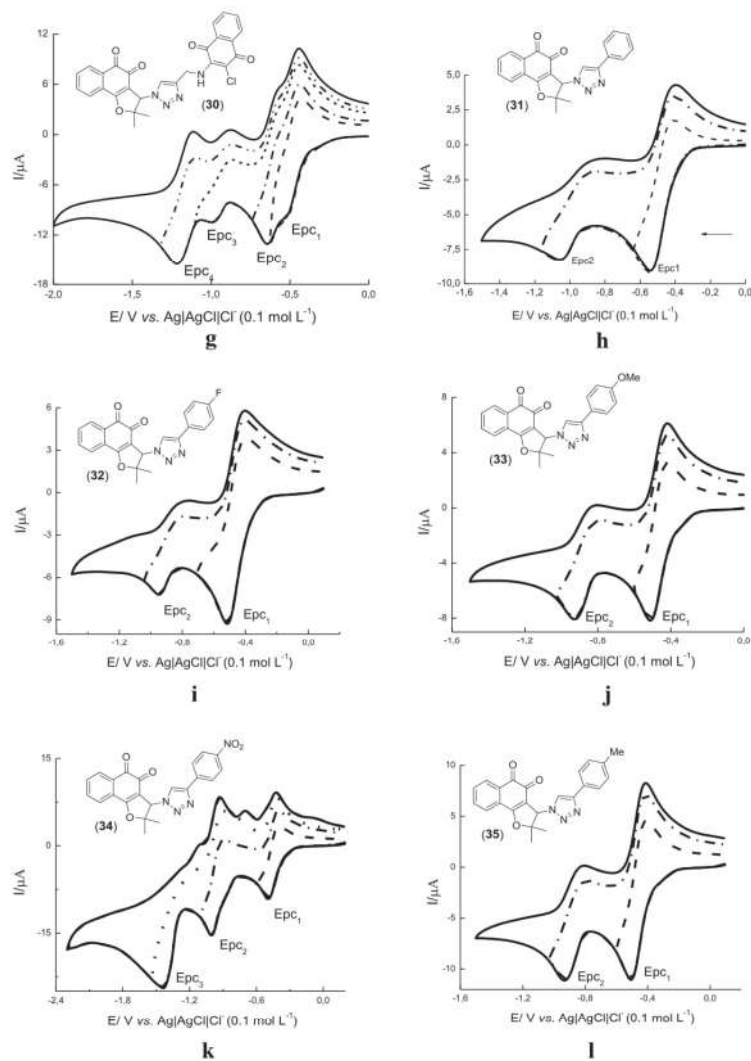 O
O
O
N
N=N
N
H
O
O
Cl
(30)
12
6
0
-6
-12
-18
I/µA
Epc₁
Epc₂
Epc₃
Epc₄
-2,0
-1,5
-1,0
-0,5
0,0
E/ V vs. Ag|AgCl|Cl⁻ (0.1 mol L⁻¹)
g
O
O
O
N
N=N
(31)
5,0
2,5
0,0
-2,5
-5,0
-7,5
-10,0
I/µA
Epc2
Epc1
-1,6
-1,4
-1,2
-1,0
-0,8
-0,6
-0,4
-0,2
0,0
E/ V vs. Ag|AgCl|Cl⁻ (0.1 mol L⁻¹)
h
F
O
O
O
N
N=N
(32)
6
3
0
-3
-6
-9
I/µA
Epc₂
Epc₁
-1,6
-1,2
-0,8
-0,4
0,0
E/ V vs. Ag|AgCl|Cl⁻ (0.1 mol L⁻¹)
i
OMe
O
O
O
N
N=N
(33)
8
4
0
-4
-8
I/µA
Epc₂
Epc₁
-1,6
-1,2
-0,8
-0,4
0,0
E/ V vs. Ag|AgCl|Cl⁻ (0.1 mol L⁻¹)
j
NO₂
O
O
O
N
N=N
(34)
15
0
-15
I/µA
Epc₁
Epc₂
Epc₃
-2,4
-1,8
-1,2
-0,6
0,0
E/ V vs. Ag|AgCl|Cl⁻ (0.1 mol L⁻¹)
k
Me
O
O
O
N
N=N
(35)
10
5
0
-5
-10
I/µA
Epc₂
Epc₁
-1,6
-1,2
-0,8
-0,4
0,0
E/ V vs. Ag|AgCl|Cl⁻ (0.1 mol L⁻¹)
l